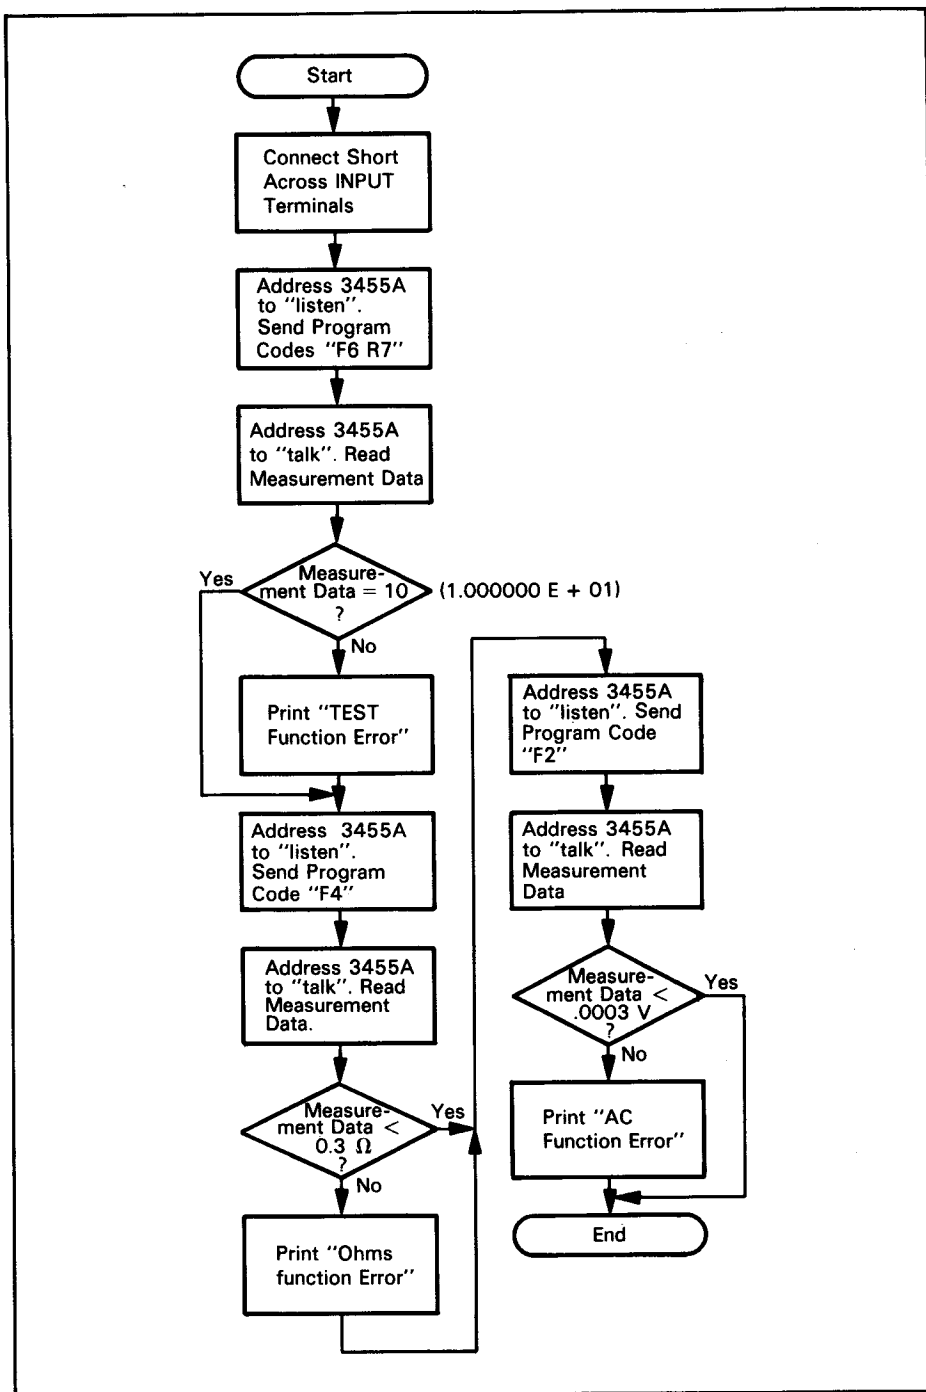 Start
Connect Short
Across INPUT
Terminals
Address 3455A
to "listen".
Send Program
Codes "F6 R7"
Address 3455A
to "talk". Read
Measurement Data
Yes
Measure-
ment Data = 10
?
(1.000000 E + 01)
No
Print "TEST
Function Error"
Address 3455A
to "listen".
Send Program
Code "F4"
Address 3455A
to "talk". Read
Measurement
Data.
Measure-
ment Data <
0.3 Ω
?
Yes
No
Print "Ohms
function Error"
Address 3455A
to "listen". Send
Program Code
"F2"
Address 3455A
to "talk". Read
Measurement
Data
Measure-
ment Data <
.0003 V
?
Yes
No
Print "AC
Function Error"
End